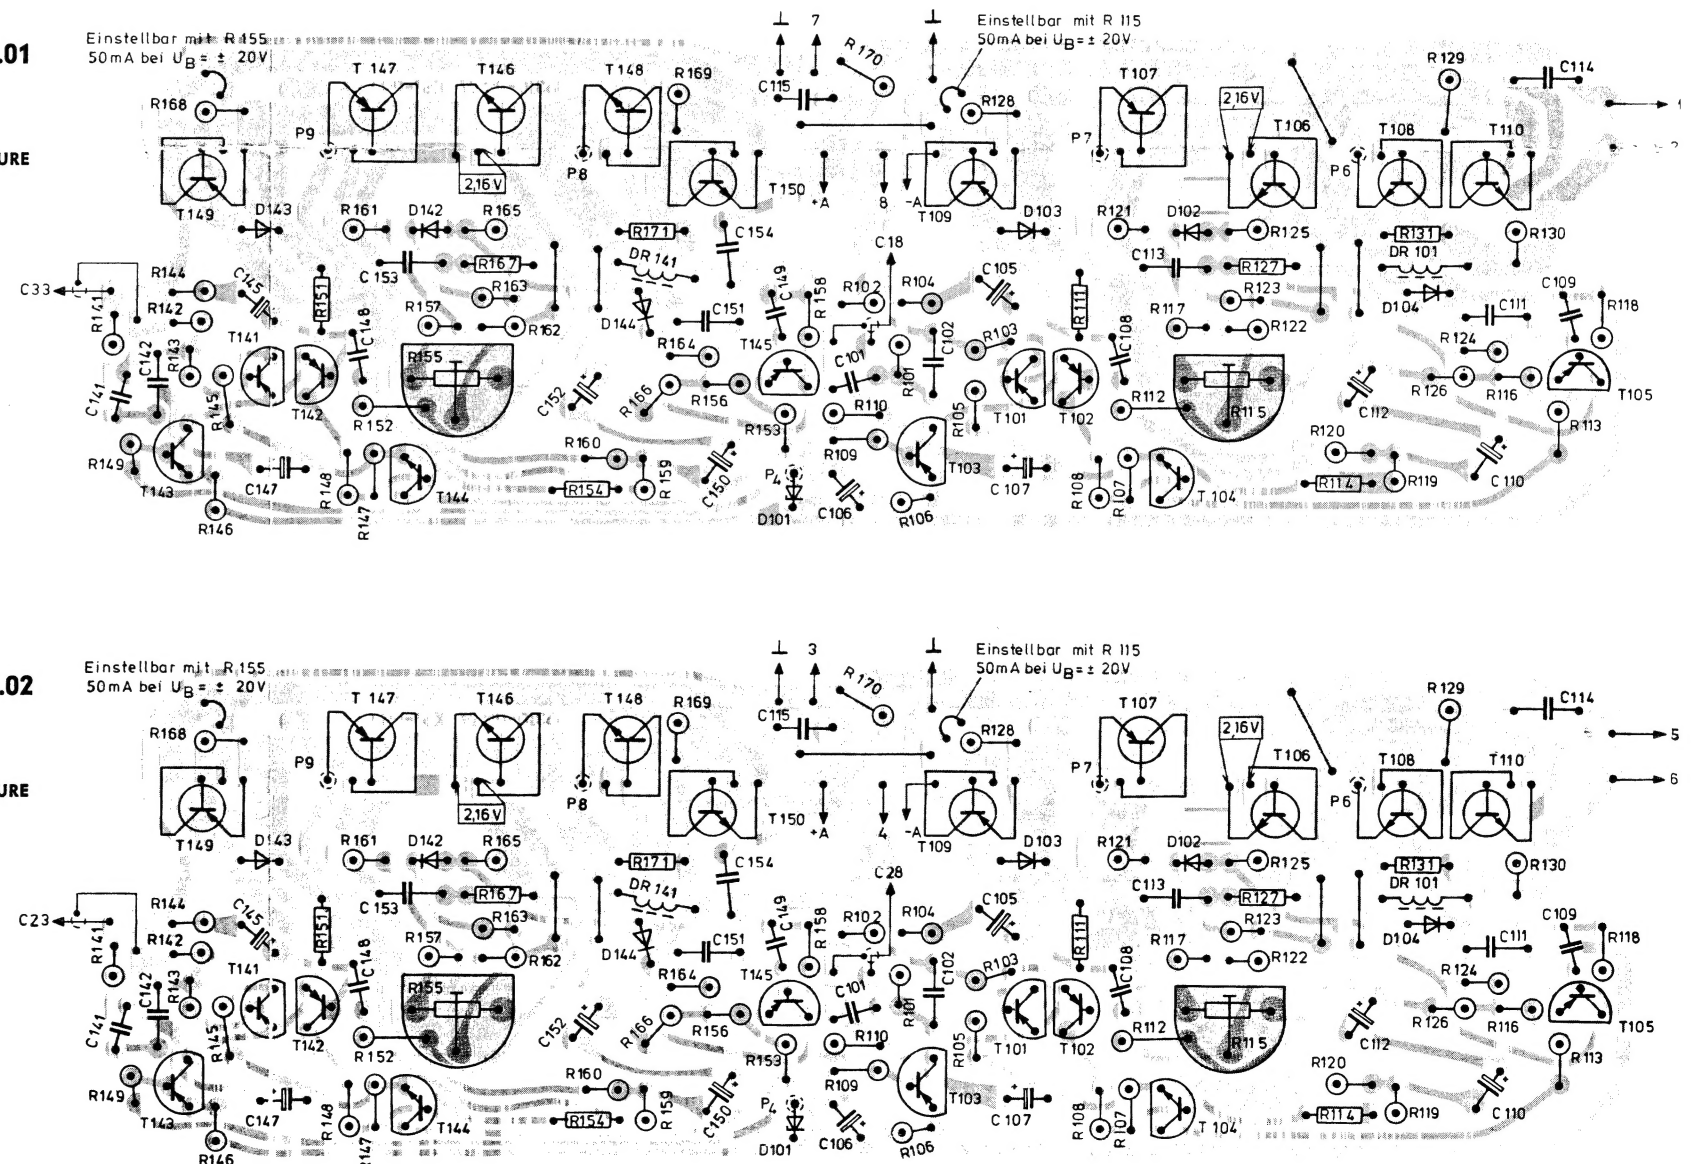 .01
Einstellbar mit R 155
50mA bei UB = ± 20V
⊥ 7
R170
⊥
Einstellbar mit R 115
50mA bei UB = ± 20V
T 147 T146 T148 R169 C115 T107 R129 C114
R168 R128 2,16V T106 T108 T110
P9 P8 P7 P6
URE
2,16V
T149 T150 +A 8 -A T109
D143 R161 D142 R165 R171 C154 D103 R121 D102 R125 R131 R130
C18
C153 R167 DR 141 C113 R127 DR 101
C33 R144 C145 R151 R163 C149 R158 R102 R104 C105 R111 R123 D104 C109 R118
R141 R142 R157 R162 D144 C151 R117 R122 C111
C142 R143 T141 C148 R155 R164 T145 C101 R101 C102 R103 C108 R124
C141 R145 T142 R152 C152 R166 R156 R153 R110 R105 T101 T102 R112 R115 C112 R126 R116 T105
R149 T143 C147 R148 R147 T144 R160 R154 R159 C150 P4 R109 T103 R120 R113
R146 D101 C106 R106 C107 R108 R107 T 104 R114 R119 C110
.02
Einstellbar mit R 155
50mA bei UB = ± 20V
⊥ 3
R170
⊥
Einstellbar mit R 115
50mA bei UB = ± 20V
T 147 T146 T148 R169 C115 T107 R129 C114
R168 R128 2,16V T106 T108 T110 5
P9 P8 P7 P6 6
URE
2,16V
T149 T150 +A 4 -A T109
D143 R161 D142 R165 R171 C154 D103 R121 D102 R125 R131 R130
C28
C153 R167 DR 141 C113 R127 DR 101
C23 R144 C145 R151 R163 C149 R158 R102 R104 C105 R111 R123 D104 C109 R118
R141 R142 R157 R162 D144 C151 R117 R122 C111
C142 R143 T141 C148 R155 R164 T145 C101 R101 C102 R103 C108 R124
C141 R145 T142 R152 C152 R166 R156 R153 R110 R105 T101 T102 R112 R115 C112 R126 R116 T105
R149 T143 C147 R148 R147 T144 R160 R154 R159 C150 P4 R109 T103 R120 R113
R146 D101 C106 R106 C107 R108 R107 T 104 R114 R119 C110